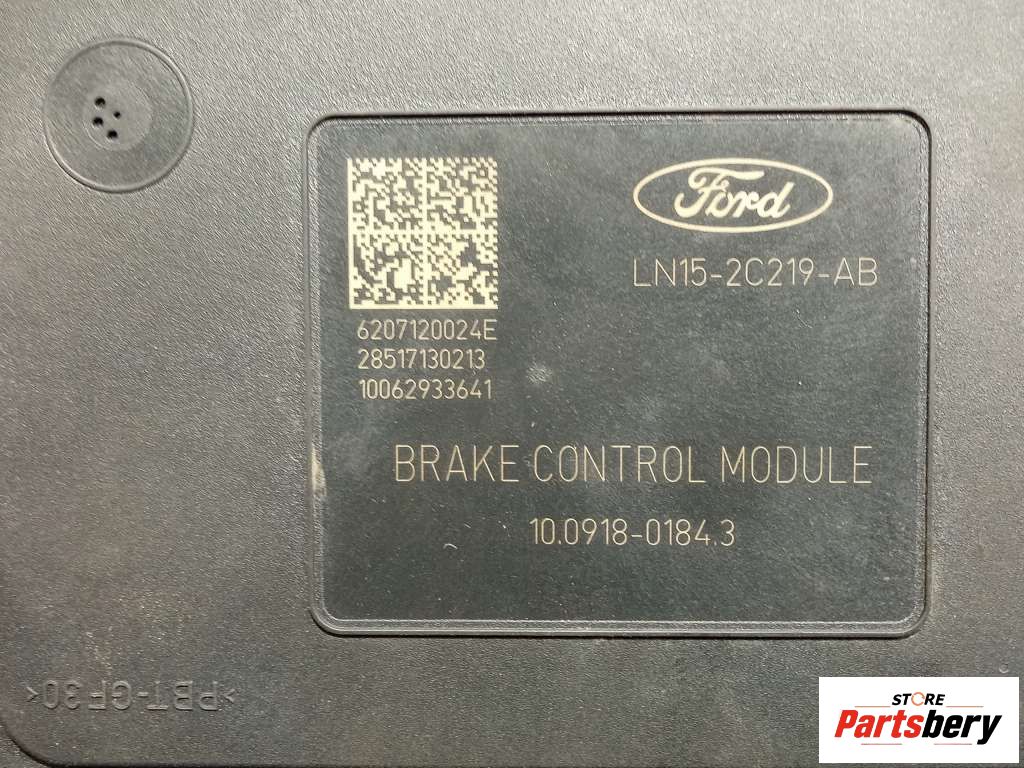 Ford
LN15-2C219-AB
6207120024E
28517130213
10062933641
BRAKE CONTROL MODULE
10.0918-0184.3
>PBT-GF30<
STORE
Partsbery